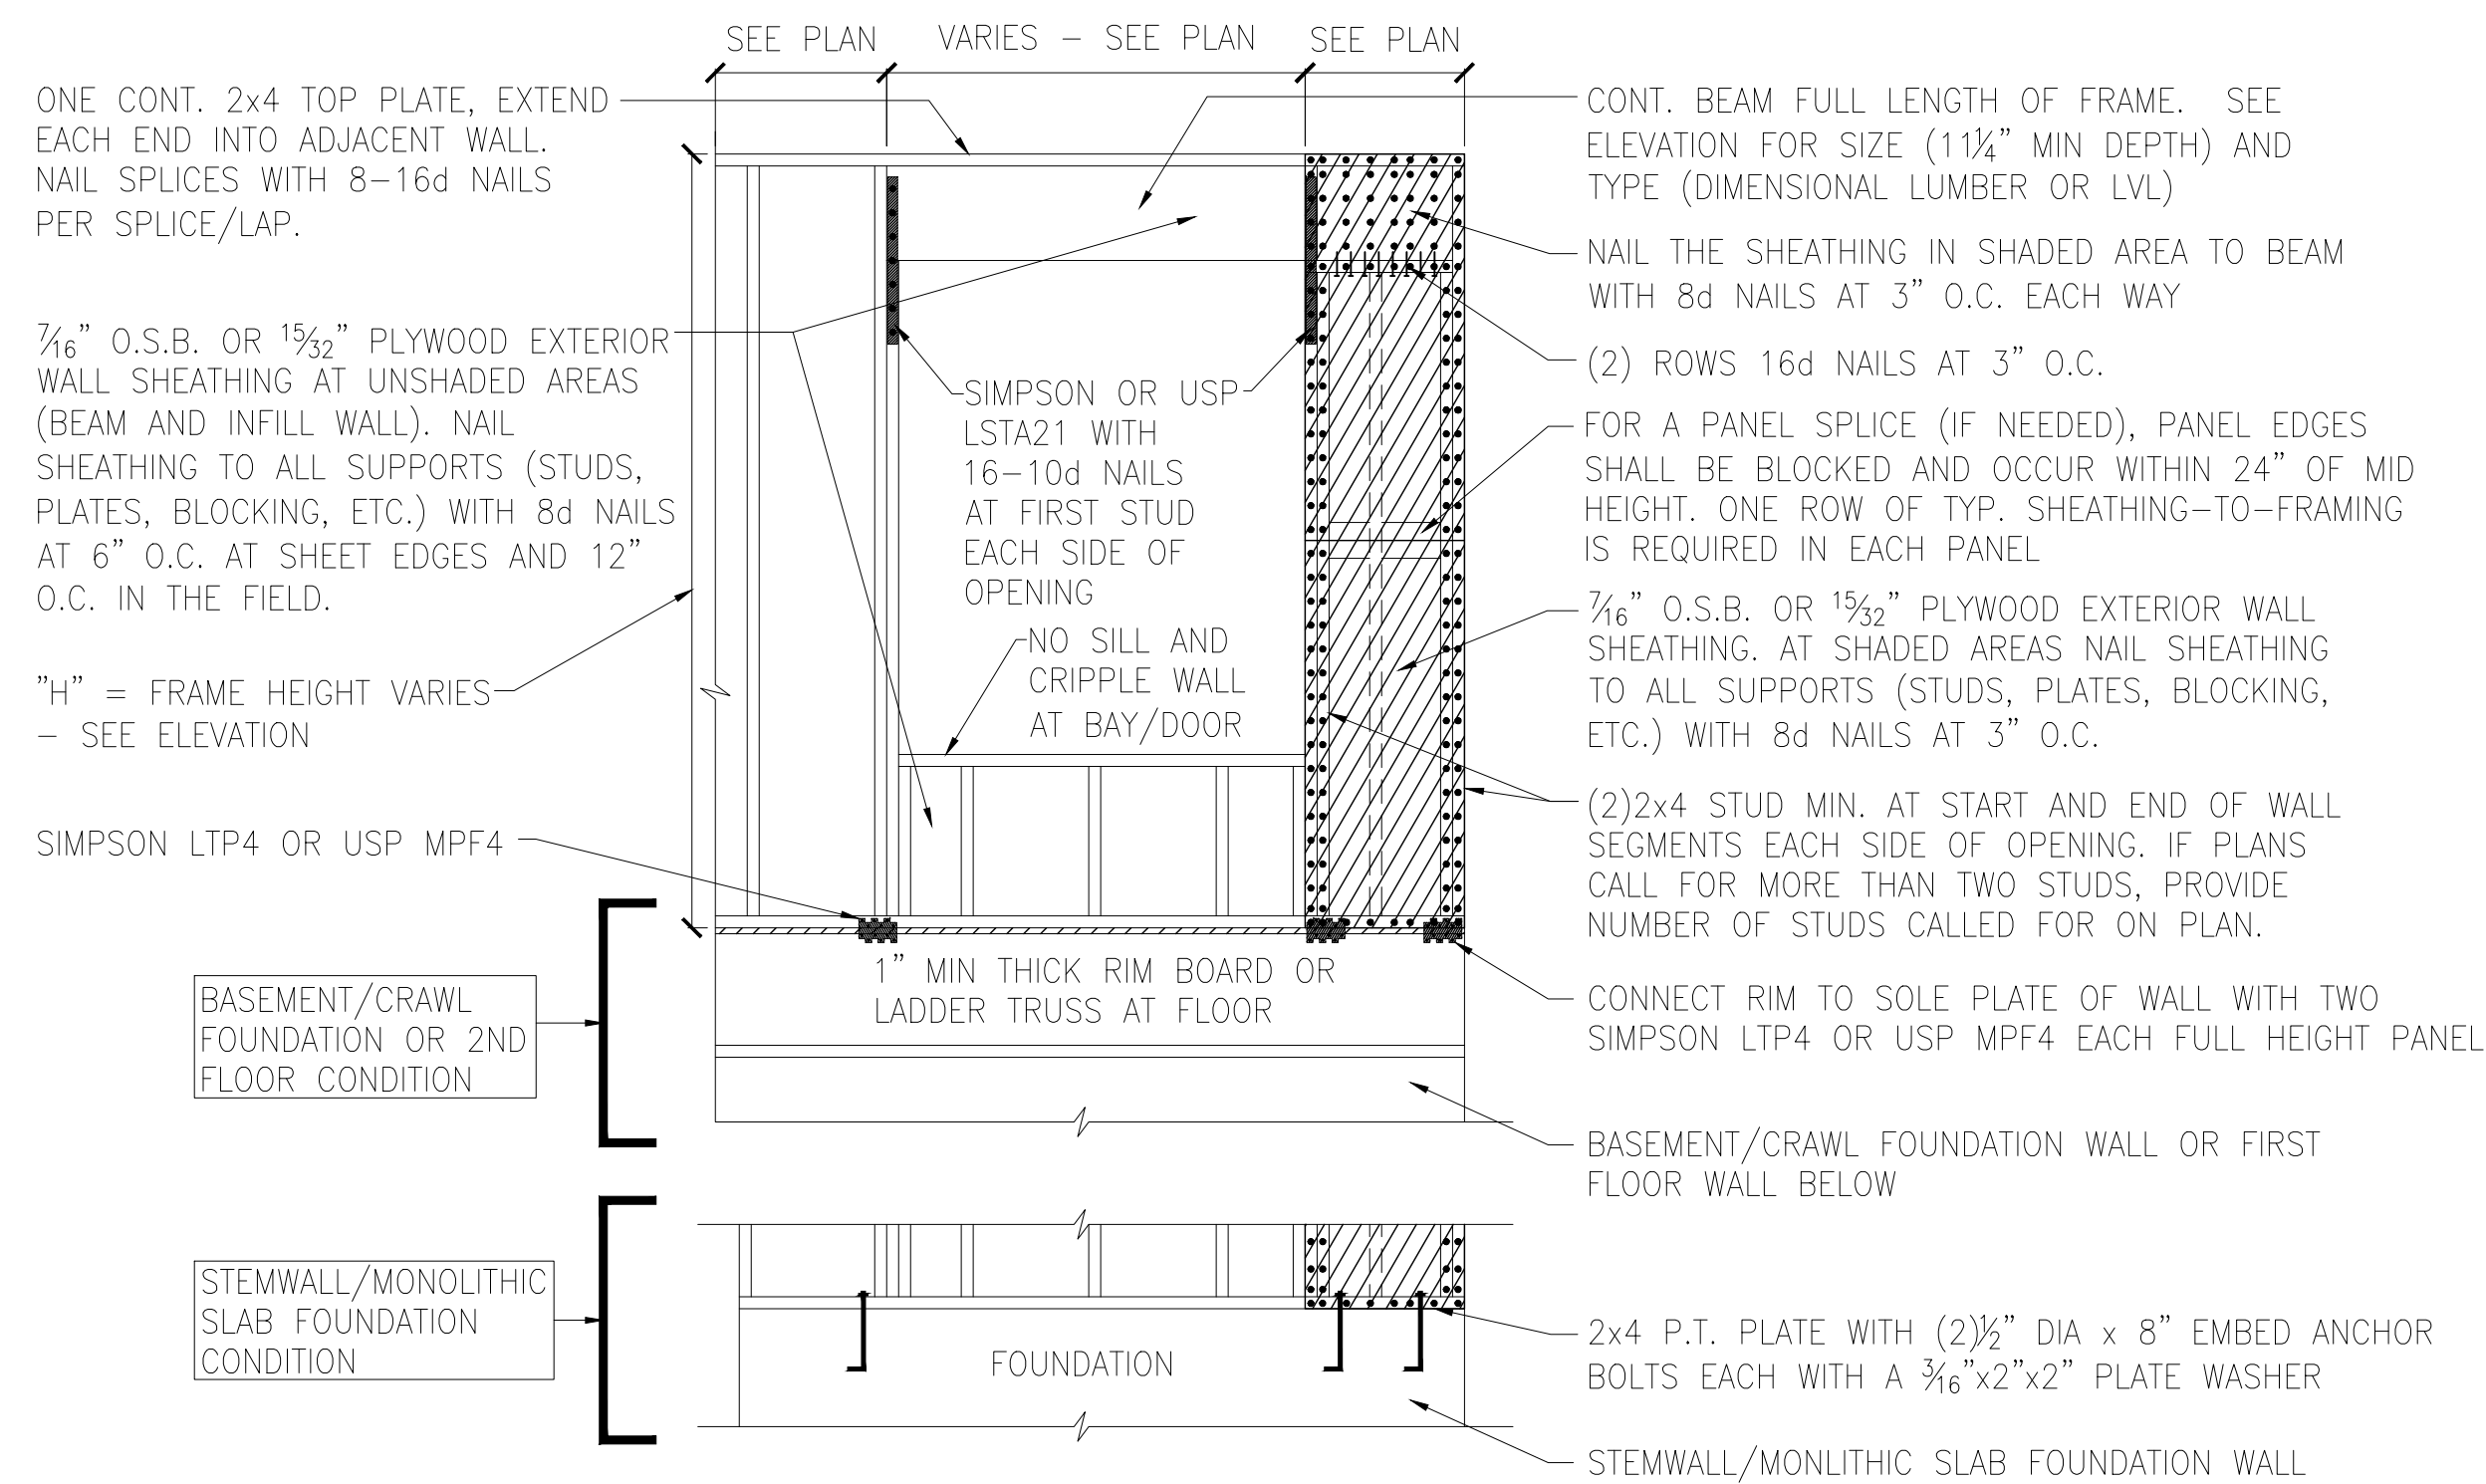 SEE PLAN
VARIES – SEE PLAN
SEE PLAN
ONE CONT. 2x4 TOP PLATE, EXTEND
EACH END INTO ADJACENT WALL.
NAIL SPLICES WITH 8–16d NAILS
PER SPLICE/LAP.
7/16" O.S.B. OR 15/32" PLYWOOD EXTERIOR
WALL SHEATHING AT UNSHADED AREAS
(BEAM AND INFILL WALL). NAIL
SHEATHING TO ALL SUPPORTS (STUDS,
PLATES, BLOCKING, ETC.) WITH 8d NAILS
AT 6" O.C. AT SHEET EDGES AND 12"
O.C. IN THE FIELD.
"H" = FRAME HEIGHT VARIES
– SEE ELEVATION
SIMPSON LTP4 OR USP MPF4
BASEMENT/CRAWL
FOUNDATION OR 2ND
FLOOR CONDITION
STEMWALL/MONOLITHIC
SLAB FOUNDATION
CONDITION
SIMPSON OR USP
LSTA21 WITH
16–10d NAILS
AT FIRST STUD
EACH SIDE OF
OPENING
NO SILL AND
CRIPPLE WALL
AT BAY/DOOR
1" MIN THICK RIM BOARD OR
LADDER TRUSS AT FLOOR
FOUNDATION
CONT. BEAM FULL LENGTH OF FRAME. SEE
ELEVATION FOR SIZE (11 1/4" MIN DEPTH) AND
TYPE (DIMENSIONAL LUMBER OR LVL)
NAIL THE SHEATHING IN SHADED AREA TO BEAM
WITH 8d NAILS AT 3" O.C. EACH WAY
(2) ROWS 16d NAILS AT 3" O.C.
FOR A PANEL SPLICE (IF NEEDED), PANEL EDGES
SHALL BE BLOCKED AND OCCUR WITHIN 24" OF MID
HEIGHT. ONE ROW OF TYP. SHEATHING–TO–FRAMING
IS REQUIRED IN EACH PANEL
7/16" O.S.B. OR 15/32" PLYWOOD EXTERIOR WALL
SHEATHING. AT SHADED AREAS NAIL SHEATHING
TO ALL SUPPORTS (STUDS, PLATES, BLOCKING,
ETC.) WITH 8d NAILS AT 3" O.C.
(2)2x4 STUD MIN. AT START AND END OF WALL
SEGMENTS EACH SIDE OF OPENING. IF PLANS
CALL FOR MORE THAN TWO STUDS, PROVIDE
NUMBER OF STUDS CALLED FOR ON PLAN.
CONNECT RIM TO SOLE PLATE OF WALL WITH TWO
SIMPSON LTP4 OR USP MPF4 EACH FULL HEIGHT PANEL
BASEMENT/CRAWL FOUNDATION WALL OR FIRST
FLOOR WALL BELOW
2x4 P.T. PLATE WITH (2)1/2" DIA x 8" EMBED ANCHOR
BOLTS EACH WITH A 3/16"x2"x2" PLATE WASHER
STEMWALL/MONLITHIC SLAB FOUNDATION WALL